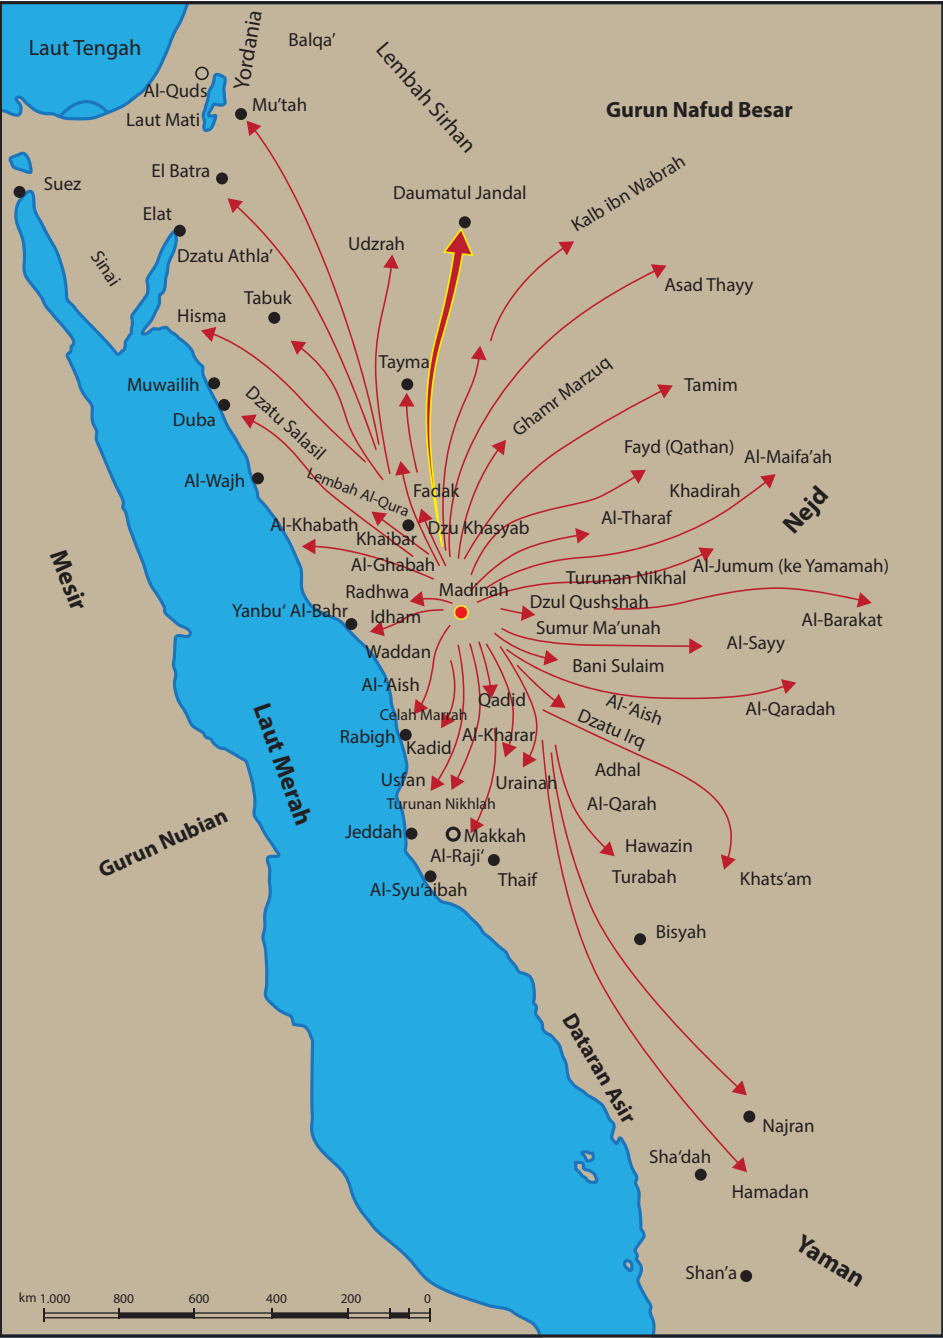 Laut Tengah
Yordania
Balqa’
Lembah Sirhan
Al-Quds
Laut Mati
Mu’tah
Gurun Nafud Besar
El Batra
Suez
Daumatul Jandal
Kalb ibn Wabrah
Elat
Udzrah
Dzatu Athla’
Sinai
Asad Thayy
Tabuk
Hisma
Tayma
Ghamr Marzuq
Muwailih
Tamim
Duba
Dzatu Salasil
Fayd (Qathan)
Al-Maifa’ah
Al-Wajh
Lembah Al-Qura
Fadak
Khadirah
Nejd
Al-Khabath
Khaibar
Dzu Khasyab
Al-Tharaf
Mesir
Al-Ghabah
Turunan Nikhal
Al-Jumum (ke Yamamah)
Radhwa
Madinah
Dzul Qushshah
Yanbu‘ Al-Bahr
Idham
Al-Barakat
Sumur Ma’unah
Al-Sayy
Waddan
Bani Sulaim
Al-‘Aish
Qadid
Al-‘Aish
Al-Qaradah
Celah Marrah
Dzatu Irq
Rabigh
Kadid
Al-Kharar
Laut Merah
Usfan
Urainah
Adhal
Turunan Nikhlah
Al-Qarah
Gurun Nubian
Jeddah
Makkah
Hawazin
Al-Raji‘
Thaif
Turabah
Khats’am
Al-Syu‘aibah
Bisyah
Dataran Asir
Najran
Sha‘dah
Hamadan
Yaman
Shan’a
km 1.000 800 600 400 200 0